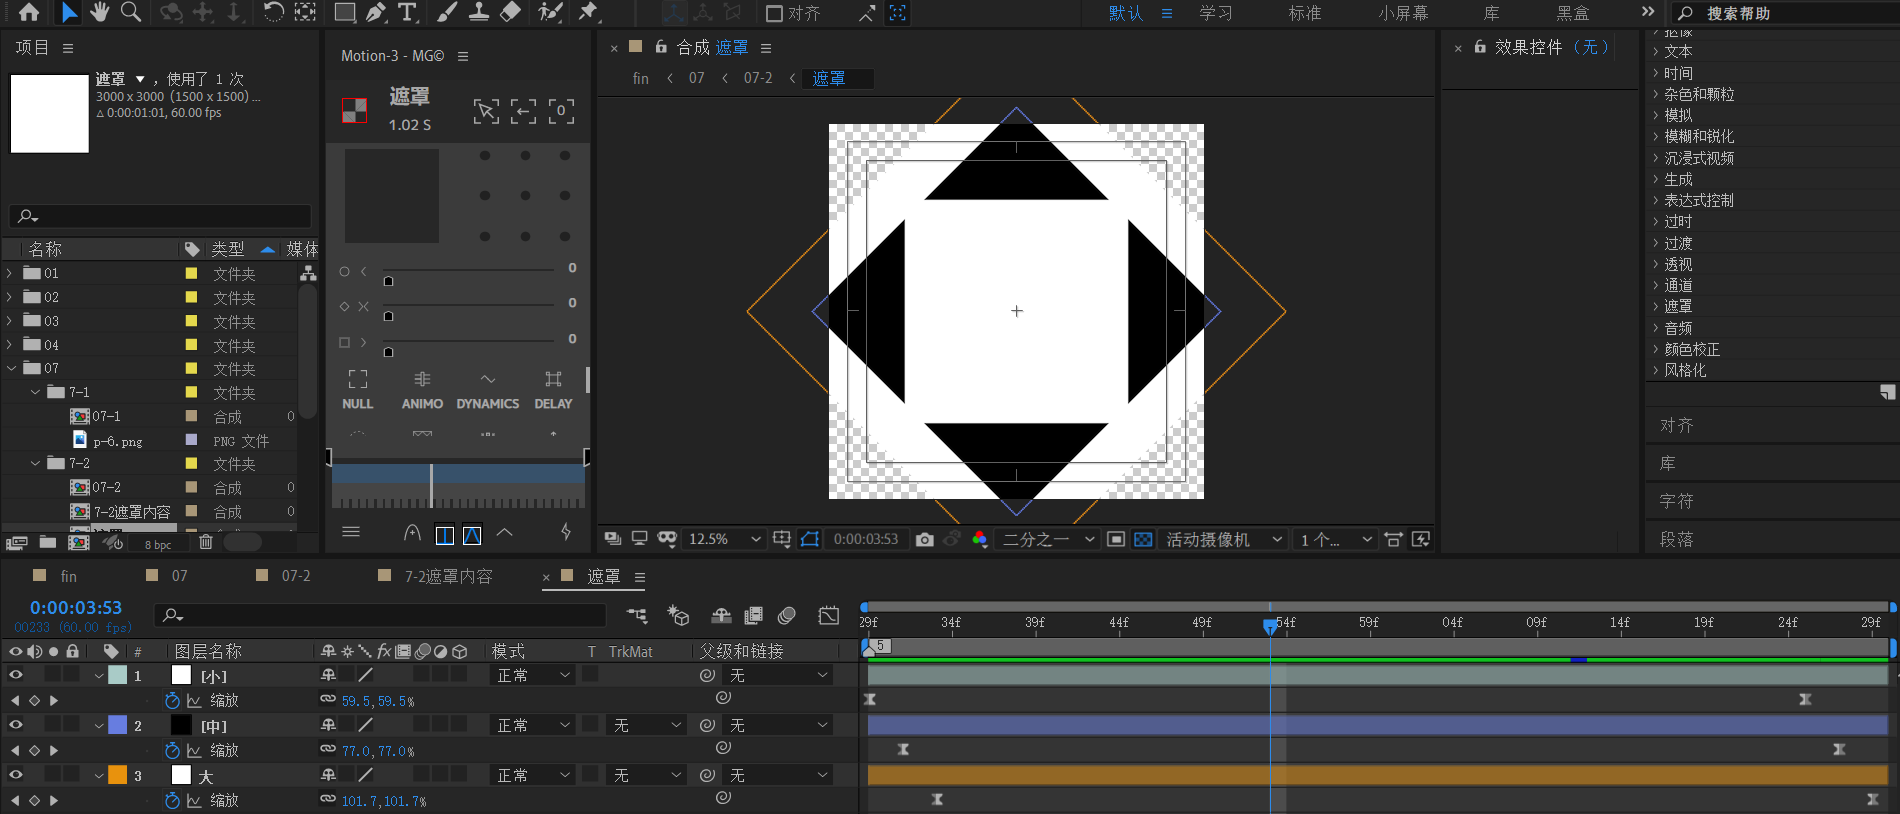 对齐
默认
学习
标准
小屏幕
库
黑盒
搜索帮助
项目
遮罩 ，使用了 1 次
3000 x 3000 (1500 x 1500)...
△ 0:00:01:01, 60.00 fps
名称
类型
媒体
01
文件夹
02
文件夹
03
文件夹
04
文件夹
07
文件夹
7-1
文件夹
07-1
合成
0
p-6.png
PNG 文件
7-2
文件夹
07-2
合成
0
7-2遮罩内容
合成
0
8 bpc
Motion-3 - MG©
遮罩
1.02 S
0
0
0
0
NULL
ANIMO
DYNAMICS
DELAY
合成 遮罩
fin
07
07-2
遮罩
12.5%
0:00:03:53
二分之一
活动摄像机
1 个...
效果控件 （无）
抠像
文本
时间
杂色和颗粒
模拟
模糊和锐化
沉浸式视频
生成
表达式控制
过时
过渡
透视
通道
遮罩
音频
颜色校正
风格化
对齐
库
字符
段落
fin
07
07-2
7-2遮罩内容
遮罩
0:00:03:53
00233 (60.00 fps)
29f
34f
39f
44f
49f
54f
59f
04f
09f
14f
19f
24f
29f
5
#
图层名称
fx
模式
T
TrkMat
父级和链接
1
[小]
正常
无
缩放
59.5,59.5%
2
[中]
正常
无
无
缩放
77.0,77.0%
3
大
正常
无
无
缩放
101.7,101.7%